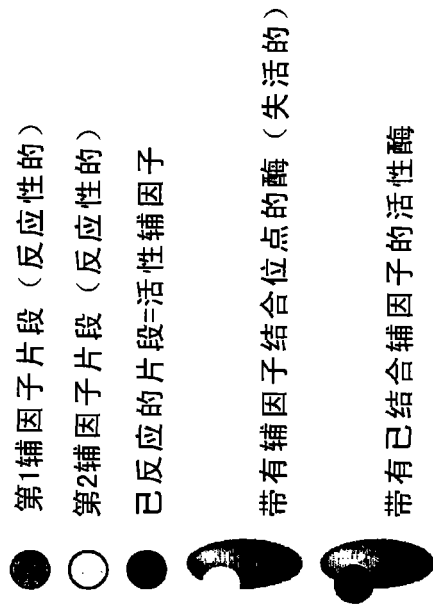 第1辅因子片段（反应性的）
第2辅因子片段（反应性的）
已反应的片段=活性辅因子
带有辅因子结合位点的酶（失活的）
带有已结合辅因子的活性酶